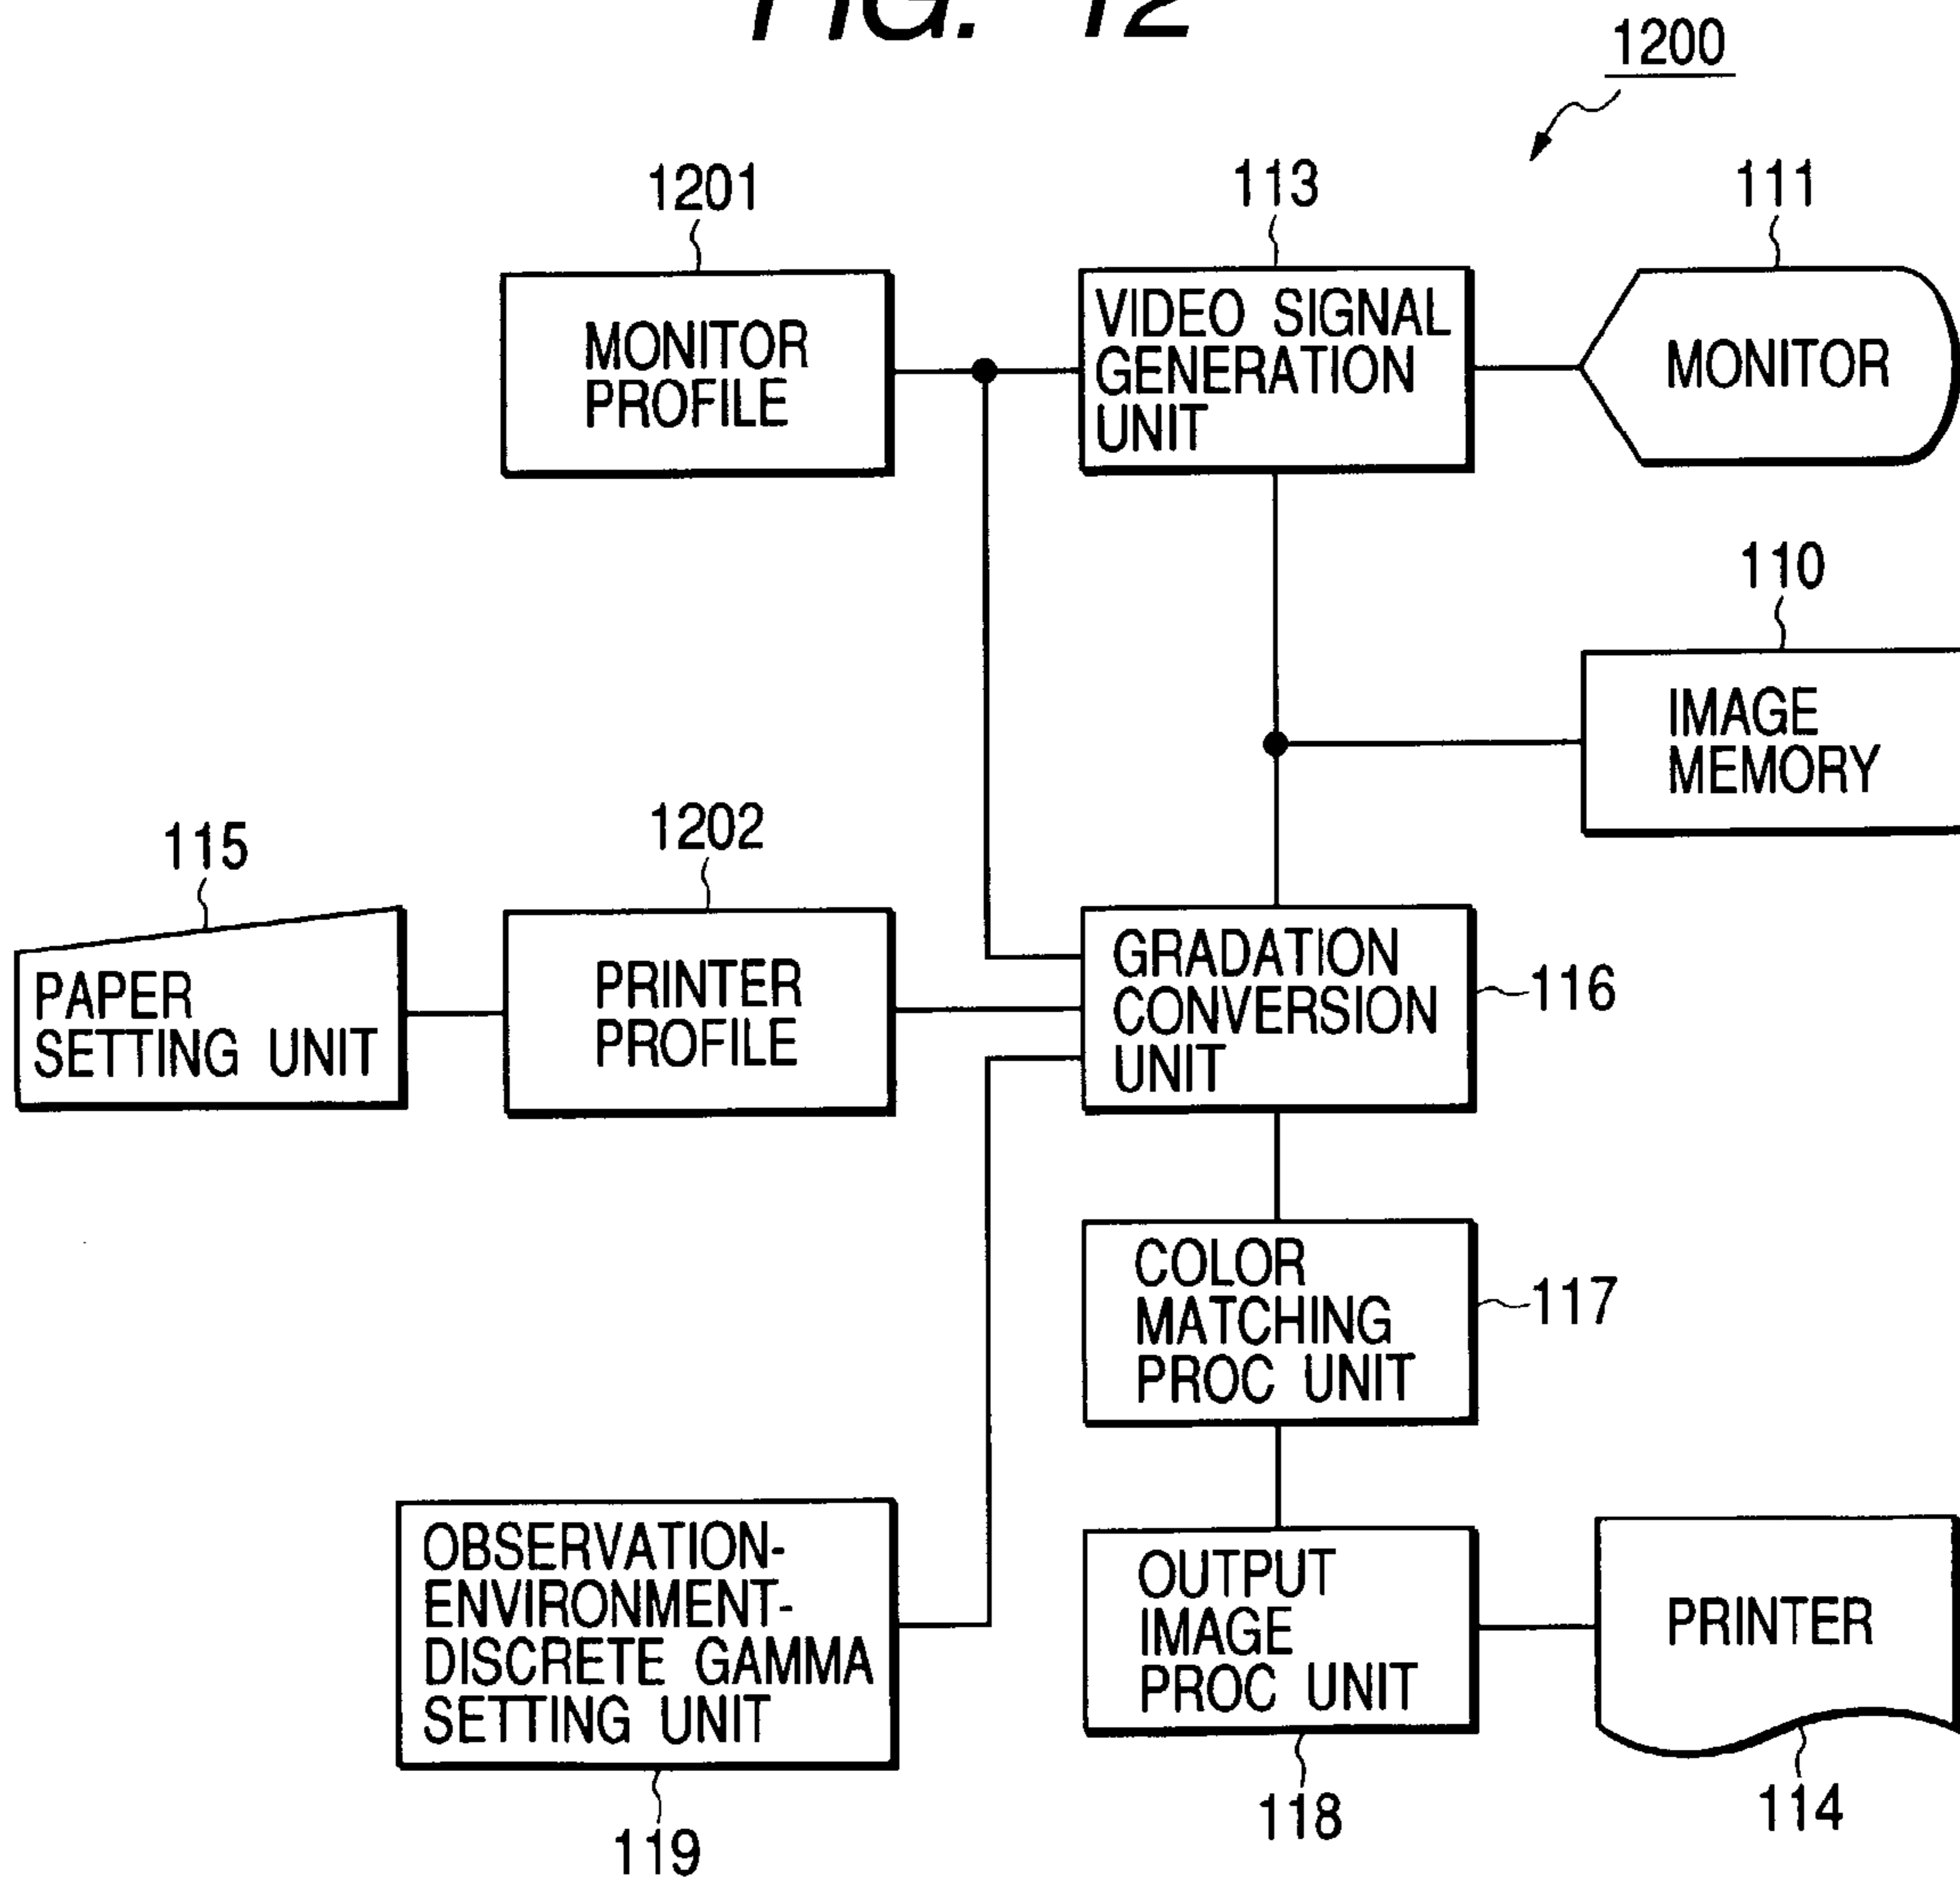 FIG. 12
1200
1201
113
111
MONITOR
PROFILE
VIDEO SIGNAL
GENERATION
UNIT
MONITOR
110
IMAGE
MEMORY
115
1202
PAPER
SETTING UNIT
PRINTER
PROFILE
GRADATION
CONVERSION
UNIT
116
COLOR
MATCHING
PROC UNIT
117
OBSERVATION-
ENVIRONMENT-
DISCRETE GAMMA
SETTING UNIT
OUTPUT
IMAGE
PROC UNIT
PRINTER
119
118
114